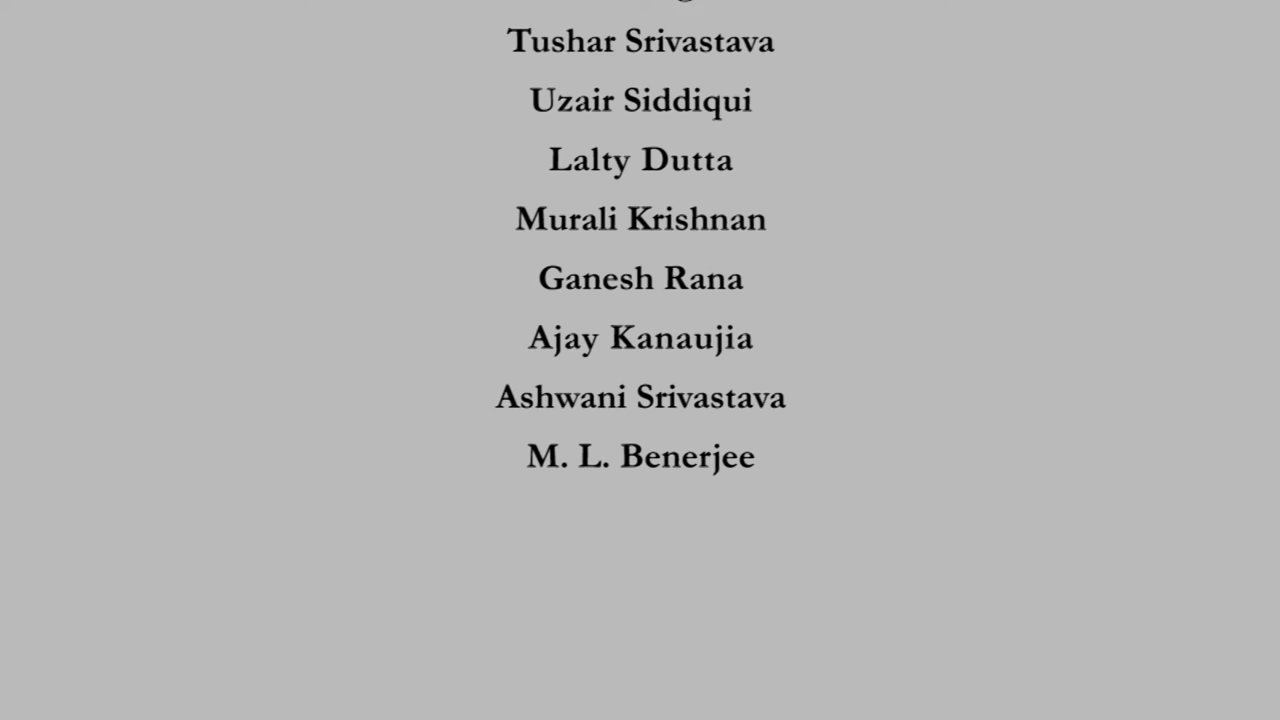 Tushar Srivastava
Uzair Siddiqui
Lalty Dutta
Murali Krishnan
Ganesh Rana
Ajay Kanaujia
Ashwani Srivastava
M. L. Benerjee